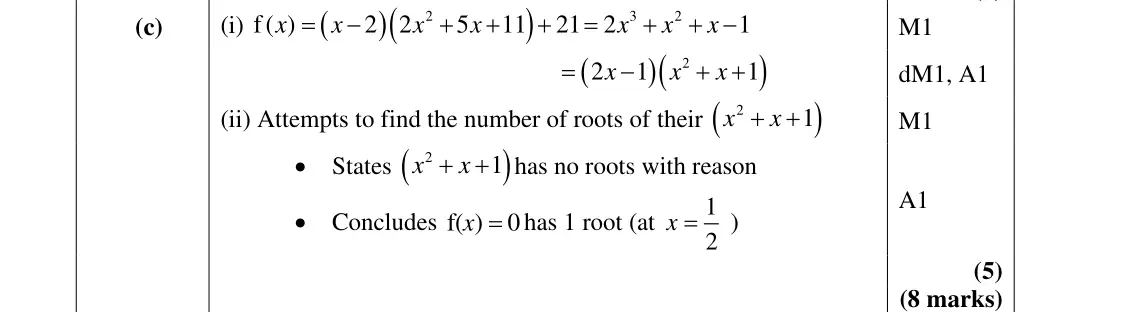 (c) (i) f(x) = (x−2)(2x²+5x+11)+21 = 2x³+x²+x−1 M1
=(2x−1)(x²+x+1) dM1, A1
(ii) Attempts to find the number of roots of their (x²+x+1) M1
• States (x²+x+1) has no roots with reason
A1
• Concludes f(x) = 0 has 1 root (at x = 1/2 )
(5)
(8 marks)